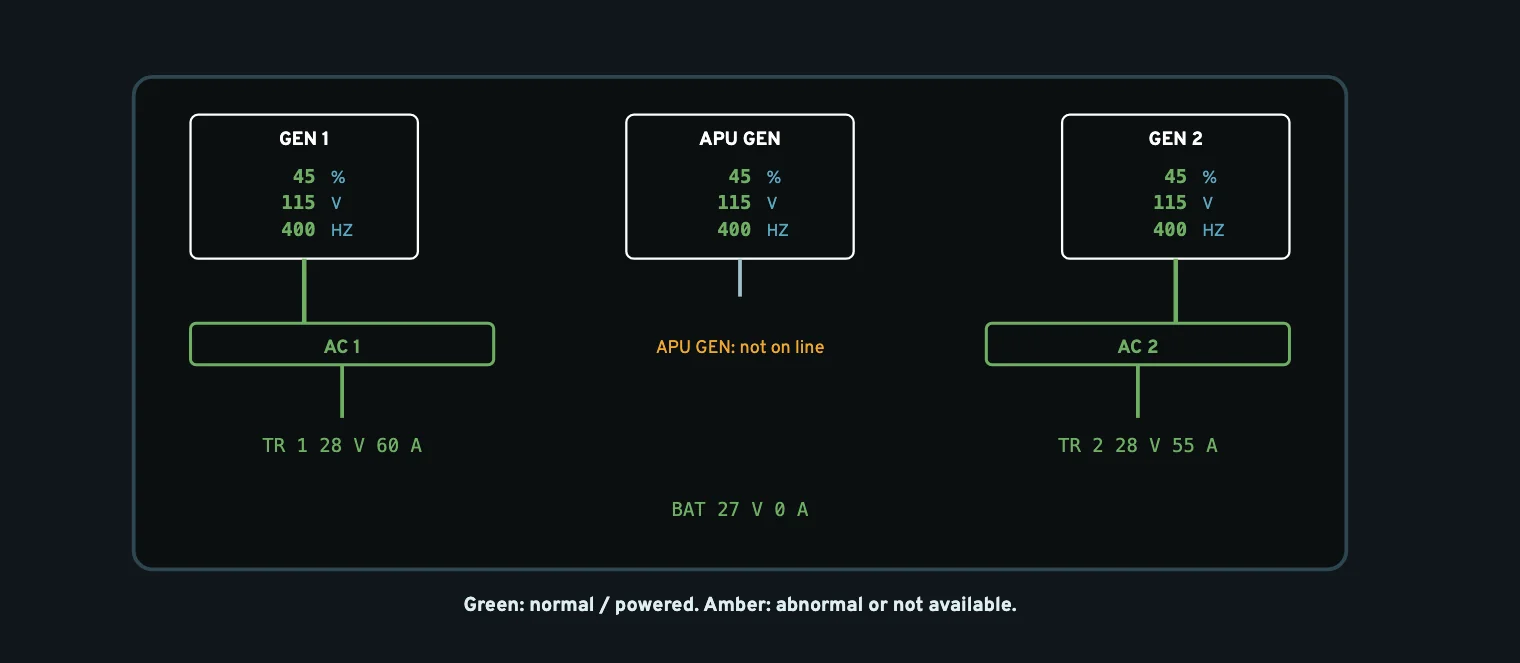 GEN 1
45 %
115 V
400 HZ
APU GEN
45 %
115 V
400 HZ
GEN 2
45 %
115 V
400 HZ
AC 1
APU GEN: not on line
AC 2
TR 1 28 V 60 A
TR 2 28 V 55 A
BAT 27 V 0 A
Green: normal / powered. Amber: abnormal or not available.